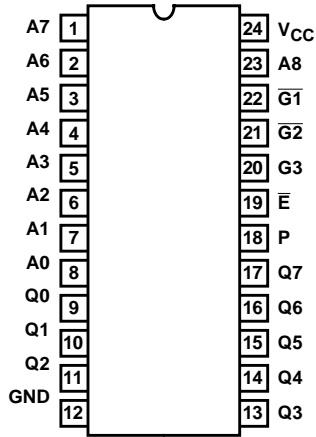 A7 1 24 VCC
A6 2 23 A8
A5 3 22 G1
A4 4 21 G2
A3 5 20 G3
A2 6 19 E
A1 7 18 P
A0 8 17 Q7
Q0 9 16 Q6
Q1 10 15 Q5
Q2 11 14 Q4
GND 12 13 Q3